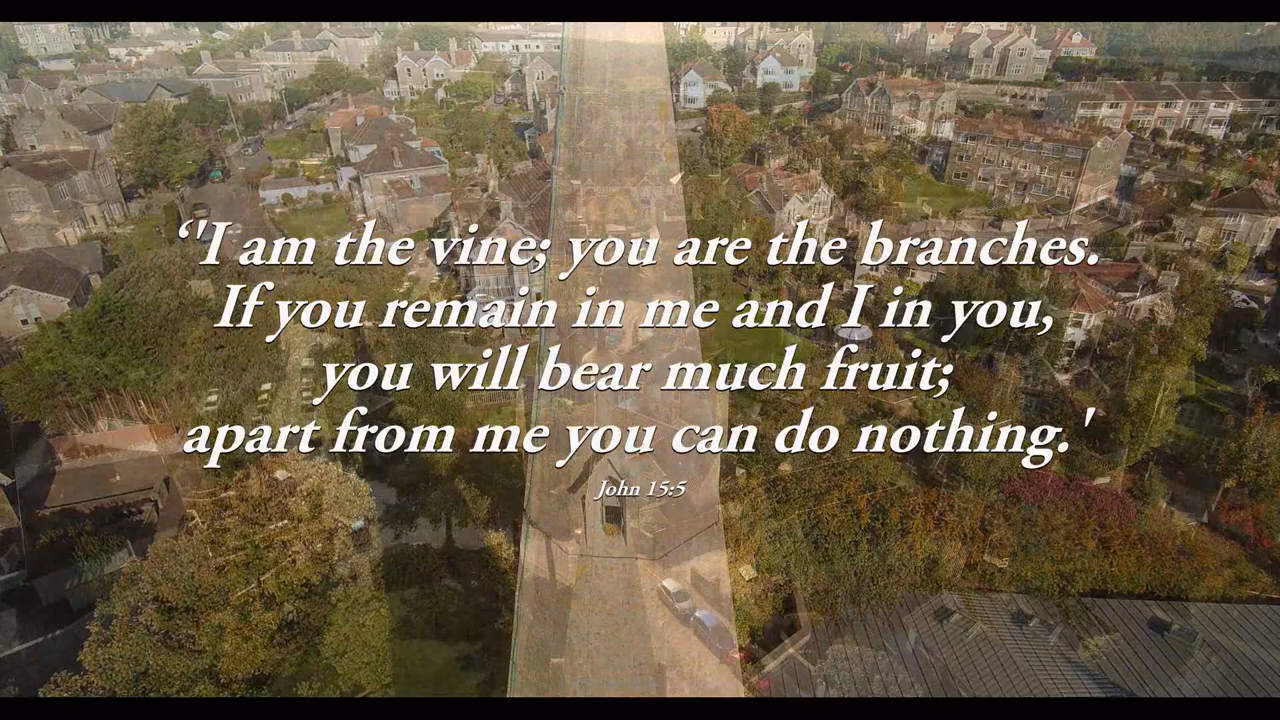 ‘'I am the vine; you are the branches.
If you remain in me and I in you,
you will bear much fruit;
apart from me you can do nothing.'
John 15:5